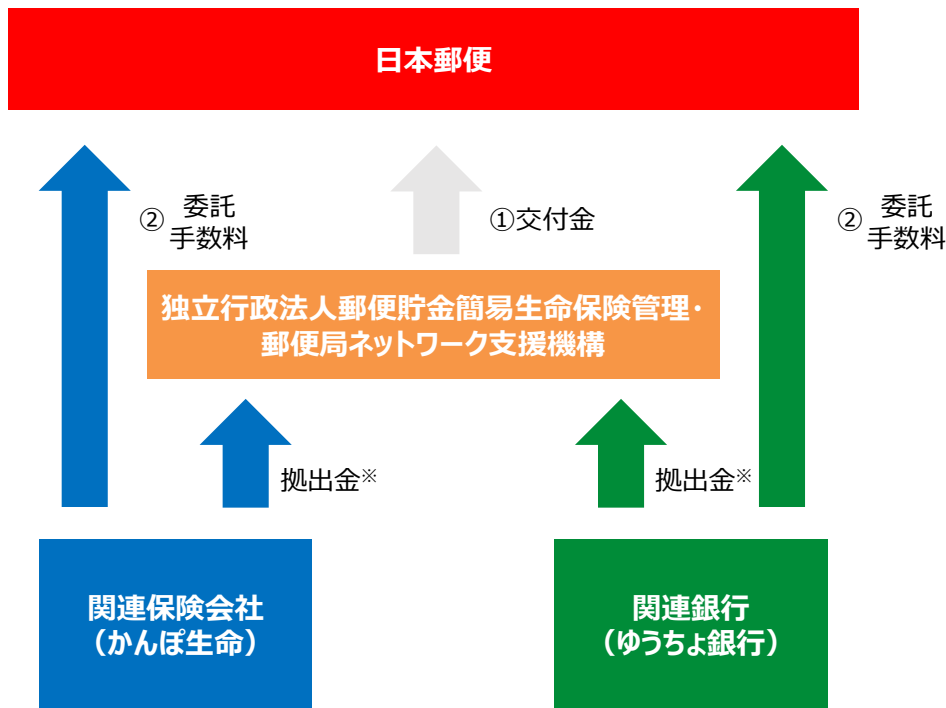 日本郵便
② 委託
手数料
①交付金
② 委託
手数料
独立行政法人郵便貯金簡易生命保険管理・
郵便局ネットワーク支援機構
拠出金※
拠出金※
関連保険会社
（かんぽ生命）
関連銀行
（ゆうちょ銀行）